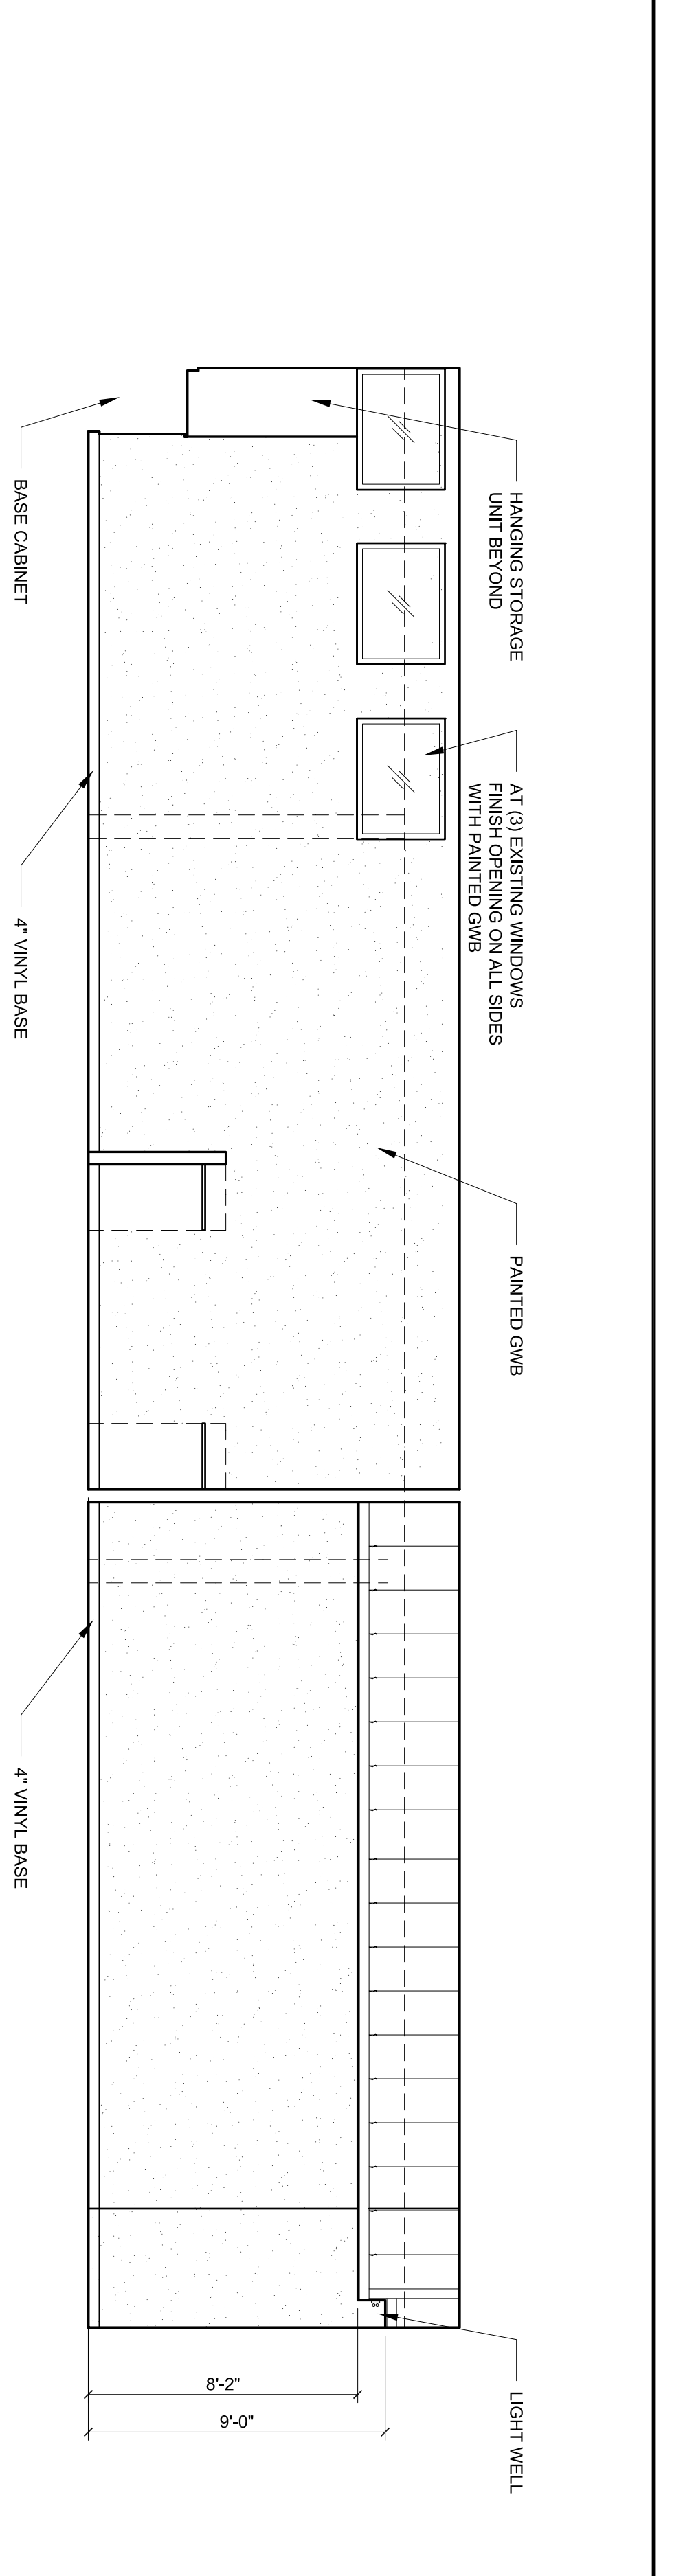 HANGING STORAGE
UNIT BEYOND
AT (3) EXISTING WINDOWS
FINISH OPENING ON ALL SIDES
WITH PAINTED GWB
PAINTED GWB
LIGHT WELL
BASE CABINET
4" VINYL BASE
4" VINYL BASE
8'-2"
9'-0"